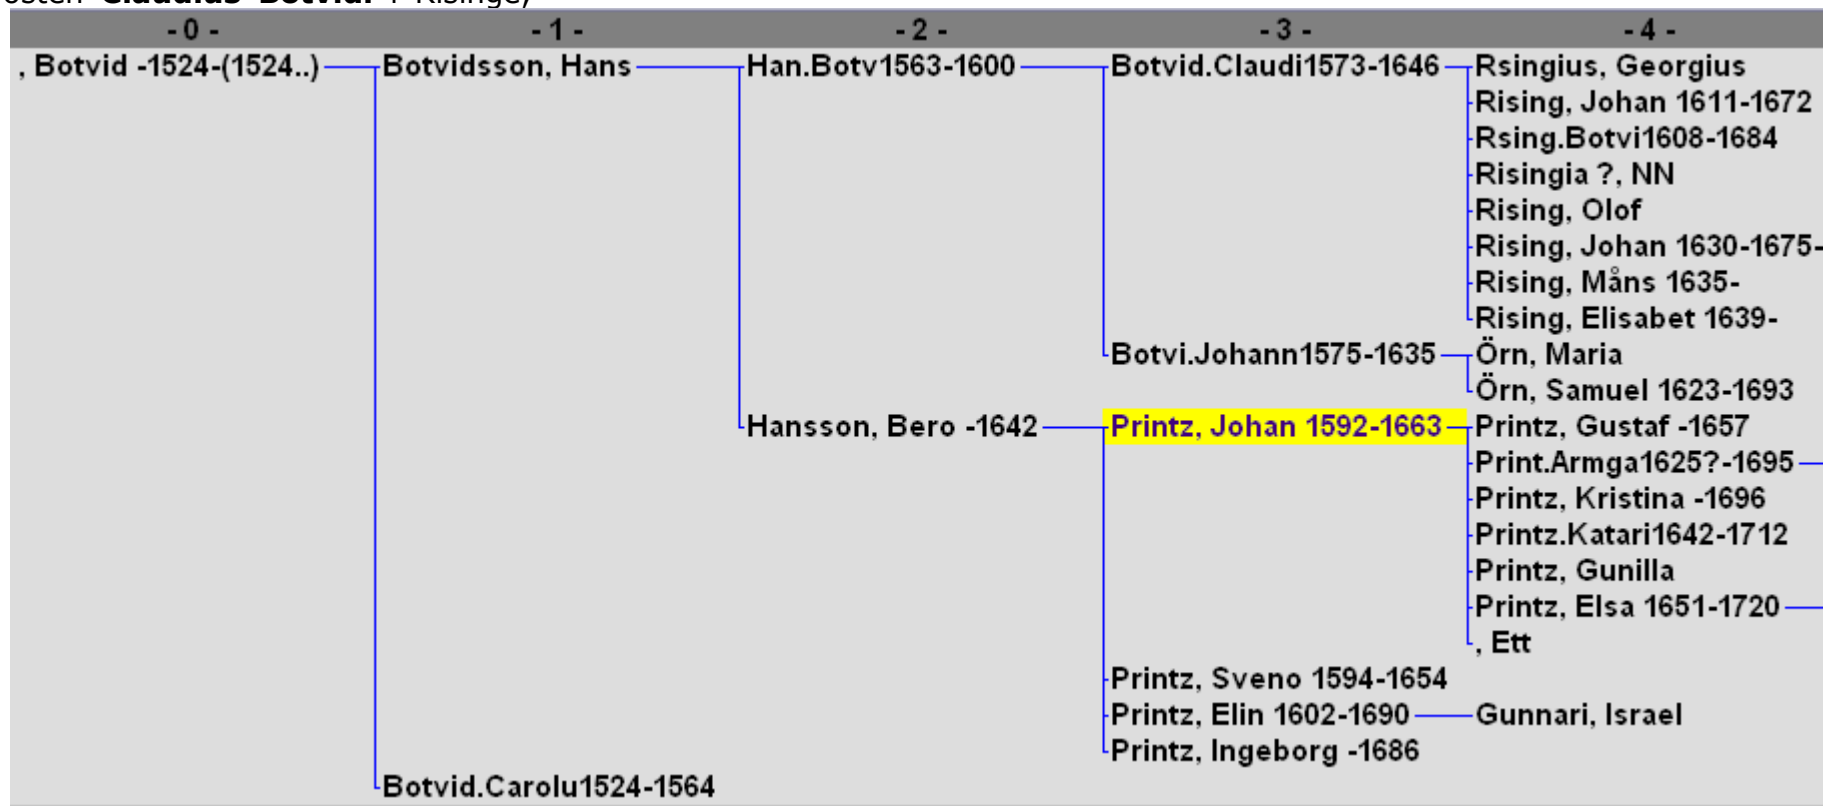 osten Claudius Botvidi i Risinge,
- 0 - - 1 - - 2 - - 3 - - 4 -
, Botvid -1524-(1524..) Botvidsson, Hans Han.Botv1563-1600 Botvid.Claudi1573-1646 Rsingius, Georgius
Rising, Johan 1611-1672
Rsing.Botvi1608-1684
Risingia ?, NN
Rising, Olof
Rising, Johan 1630-1675-
Rising, Måns 1635-
Rising, Elisabet 1639-
Botvi.Johann1575-1635 Örn, Maria
Örn, Samuel 1623-1693
Hansson, Bero -1642 Printz, Johan 1592-1663 Printz, Gustaf -1657
Print.Armga1625?-1695
Printz, Kristina -1696
Printz.Katari1642-1712
Printz, Gunilla
Printz, Elsa 1651-1720
, Ett
Printz, Sveno 1594-1654
Printz, Elin 1602-1690 Gunnari, Israel
Printz, Ingeborg -1686
Botvid.Carolu1524-1564